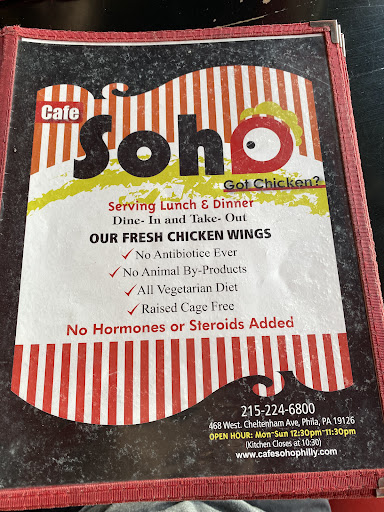 Cafe
Soho
Got Chicken?
Serving Lunch & Dinner
Dine- In and Take- Out
OUR FRESH CHICKEN WINGS
✓ No Antibiotice Ever
✓ No Animal By-Products
✓ All Vegetarian Diet
✓ Raised Cage Free
No Hormones or Steroids Added
215-224-6800
468 West. Cheltenham Ave, Phila, PA 19126
OPEN HOUR: Mon-Sun 12:30pm-11:30pm
(Kitchen Closes at 10:30)
www.cafesohophilly.com